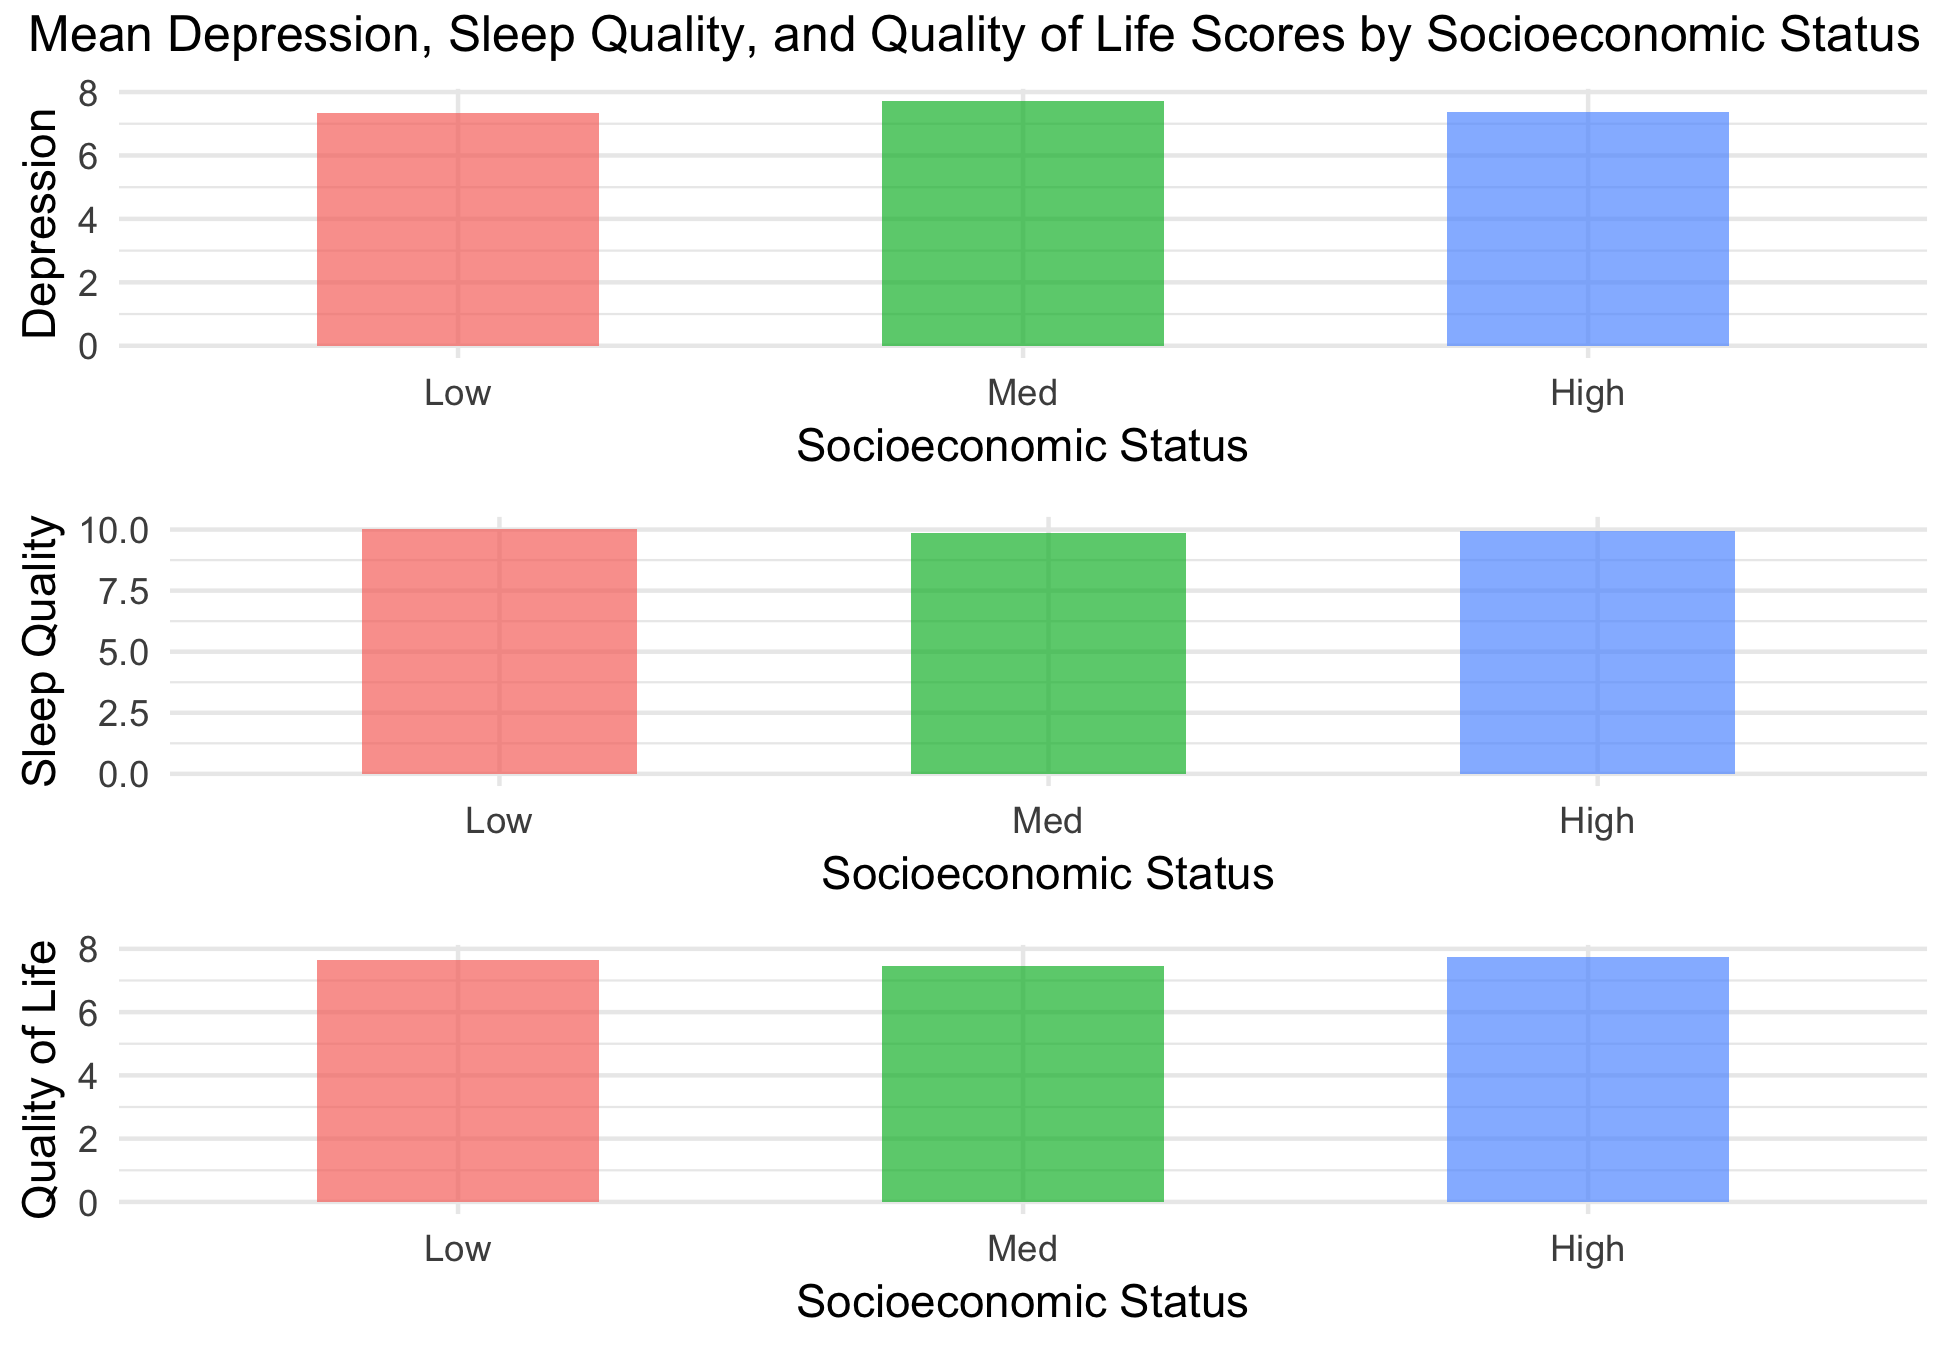 Mean Depression, Sleep Quality, and Quality of Life Scores by Socioeconomic Status
Depression
8
6
4
2
0
Low Med High
Socioeconomic Status
Sleep Quality
10.0
7.5
5.0
2.5
0.0
Low Med High
Socioeconomic Status
Quality of Life
8
6
4
2
0
Low Med High
Socioeconomic Status